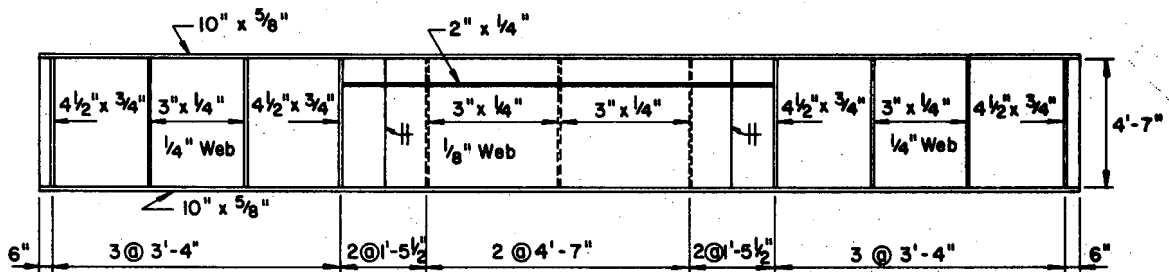 10" x 5/8"
2" x 1/4"
4 1/2" x 3/4" 3" x 1/4" 4 1/2" x 3/4" 3" x 1/4" 3" x 1/4" 4 1/2" x 3/4" 3" x 1/4" 4 1/2" x 3/4"
4'-7"
1/4" Web 1/8" Web 1/4" Web
10" x 5/8"
6" 3 @ 3'-4" 2@1'-5 1/2" 2 @ 4'-7" 2@1'-5 1/2" 3 @ 3'-4" 6"